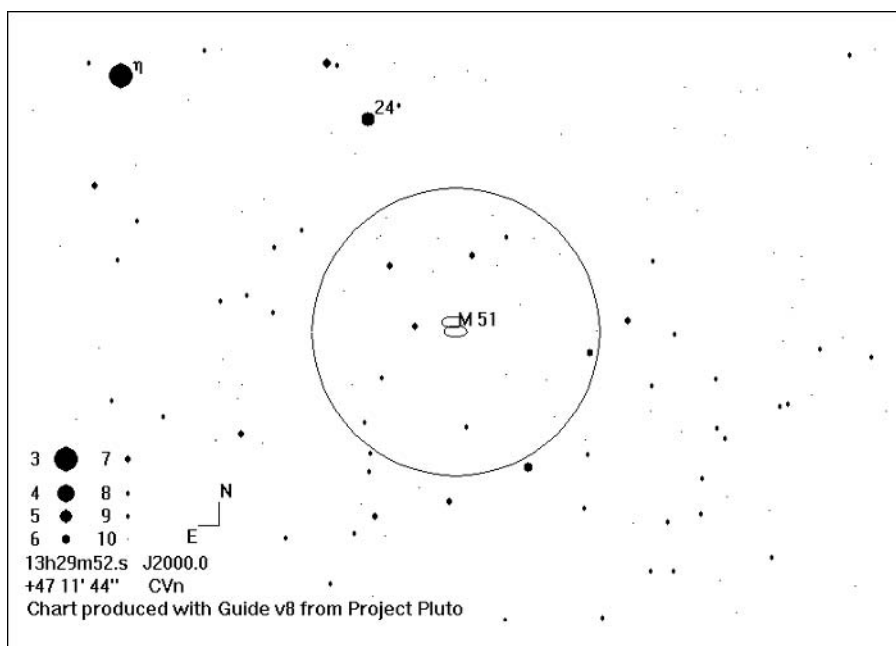 η
24
M 51
3 7
4 8
5 9
6 10
N
E
13h29m52.s J2000.0
+47 11' 44" CVn
Chart produced with Guide v8 from Project Pluto